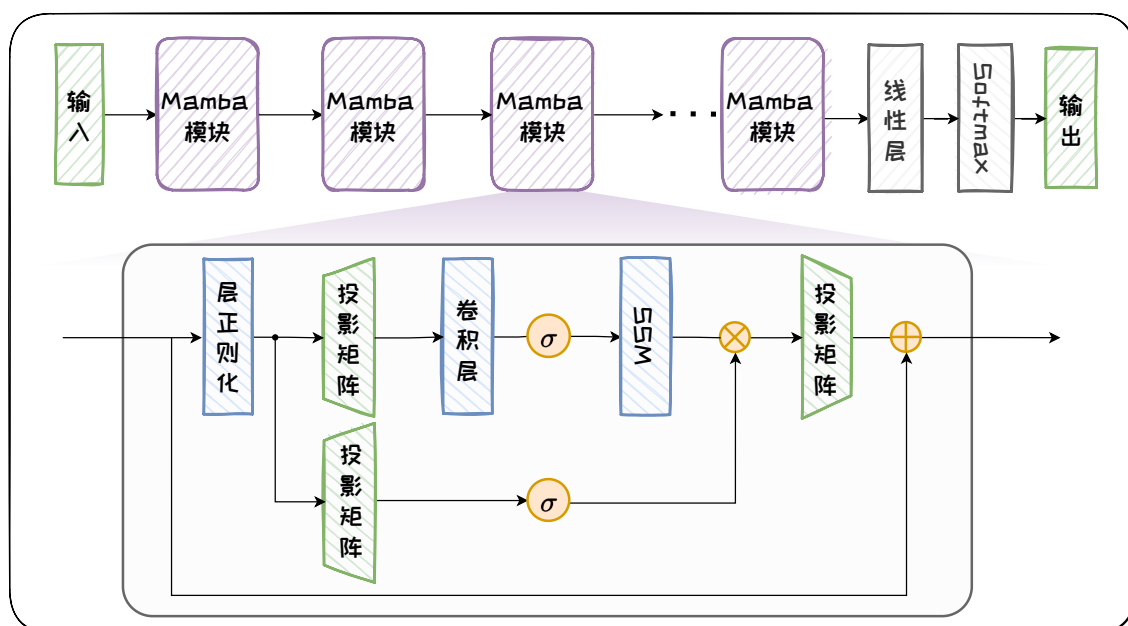 输入
Mamba
模块
Mamba
模块
Mamba
模块
···
Mamba
模块
线性层
Softmax
输出
层正则化
投影矩阵
卷积层
σ
SSM
投影矩阵
投影矩阵
σ